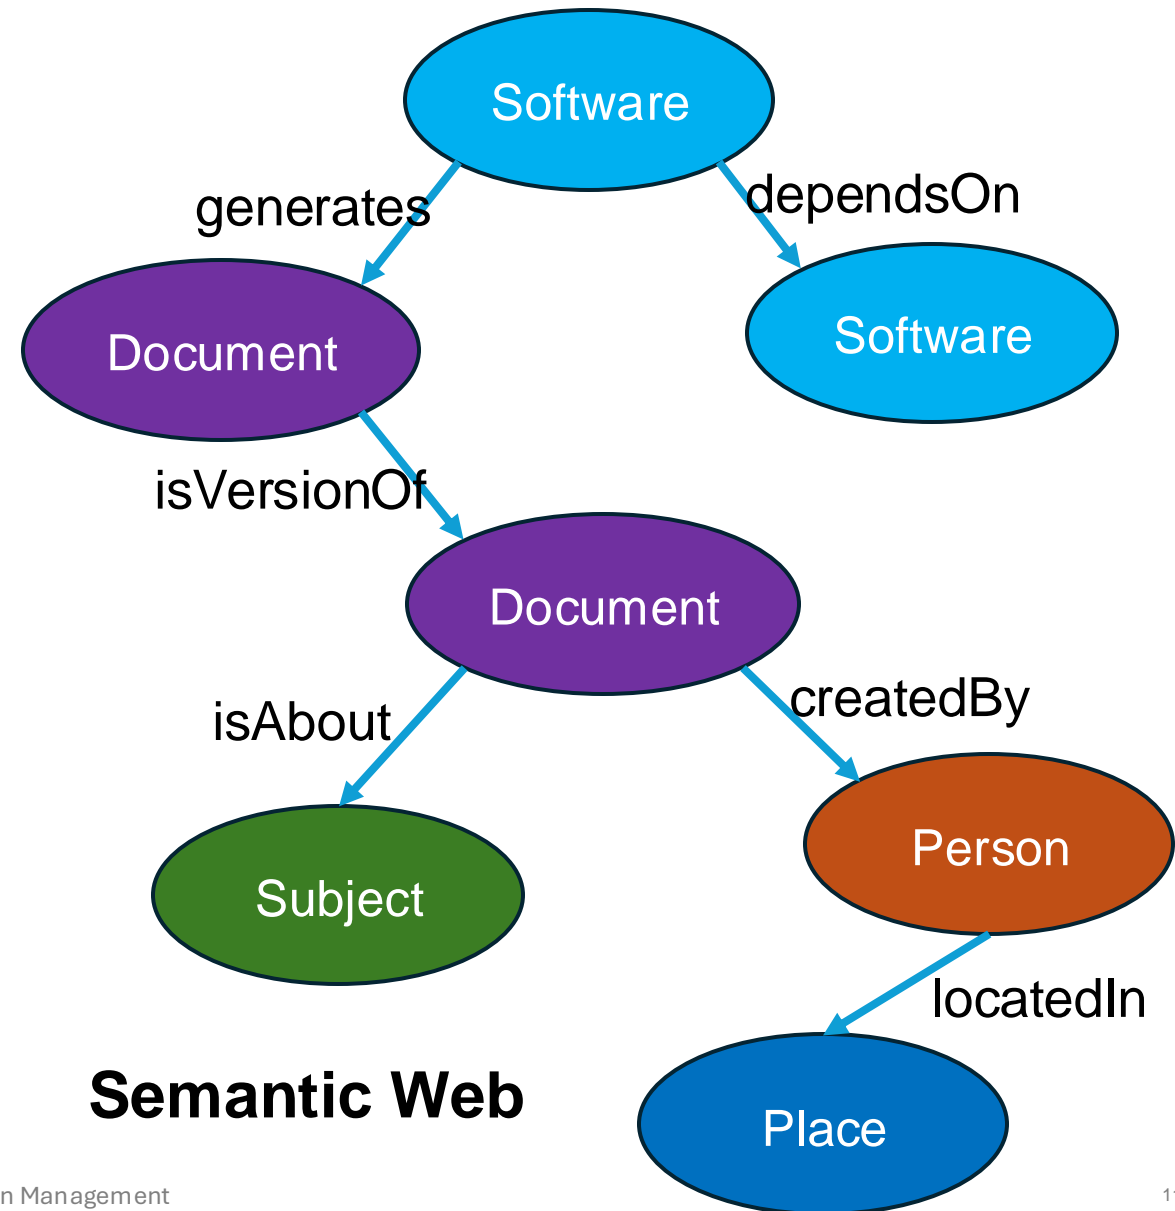 Software
generates
dependsOn
Document
Software
isVersionOf
Document
isAbout
createdBy
Person
Subject
locatedIn
Semantic Web
Place
n Management